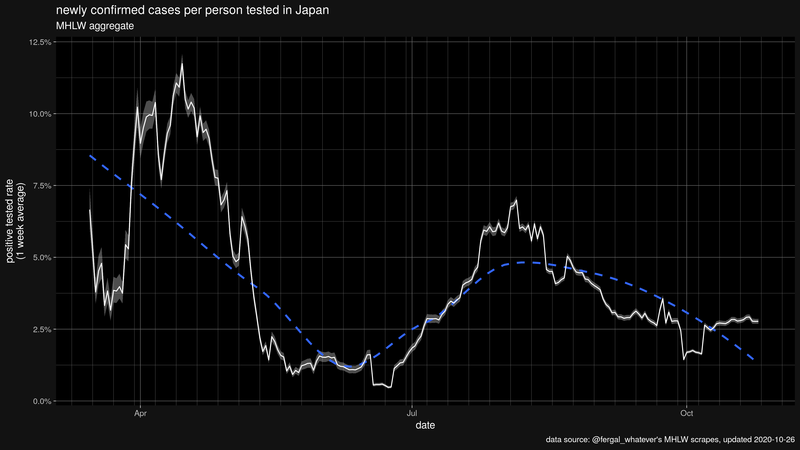 newly confirmed cases per person tested in Japan
MHLW aggregate
12.5%
10.0%
7.5%
5.0%
2.5%
0.0%
positive tested rate
(1 week average)
Apr
Jul
Oct
date
data source: @fergal_whatever's MHLW scrapes, updated 2020-10-26